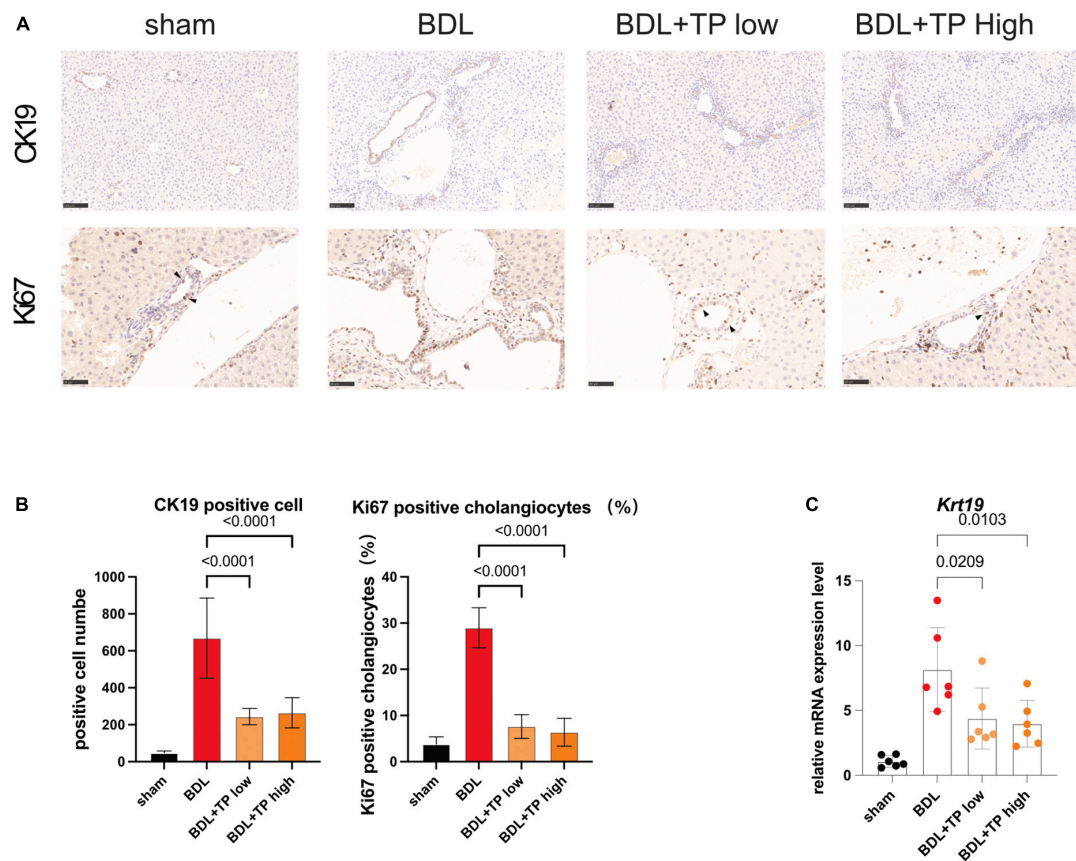 A
sham
BDL
BDL+TP low
BDL+TP High
CK19
Ki67
B
CK19 positive cell
<0.0001
<0.0001
positive cell numbe
1000
800
600
400
200
0
sham
BDL
BDL+TP low
BDL+TP high
Ki67 positive cholangiocytes (%)
<0.0001
<0.0001
Ki67 positive cholangiocytes (%)
40
30
20
10
0
sham
BDL
BDL+TP low
BDL+TP high
C
Krt19
0.0103
0.0209
relative mRNA expression level
15
10
5
0
sham
BDL
BDL+TP low
BDL+TP high